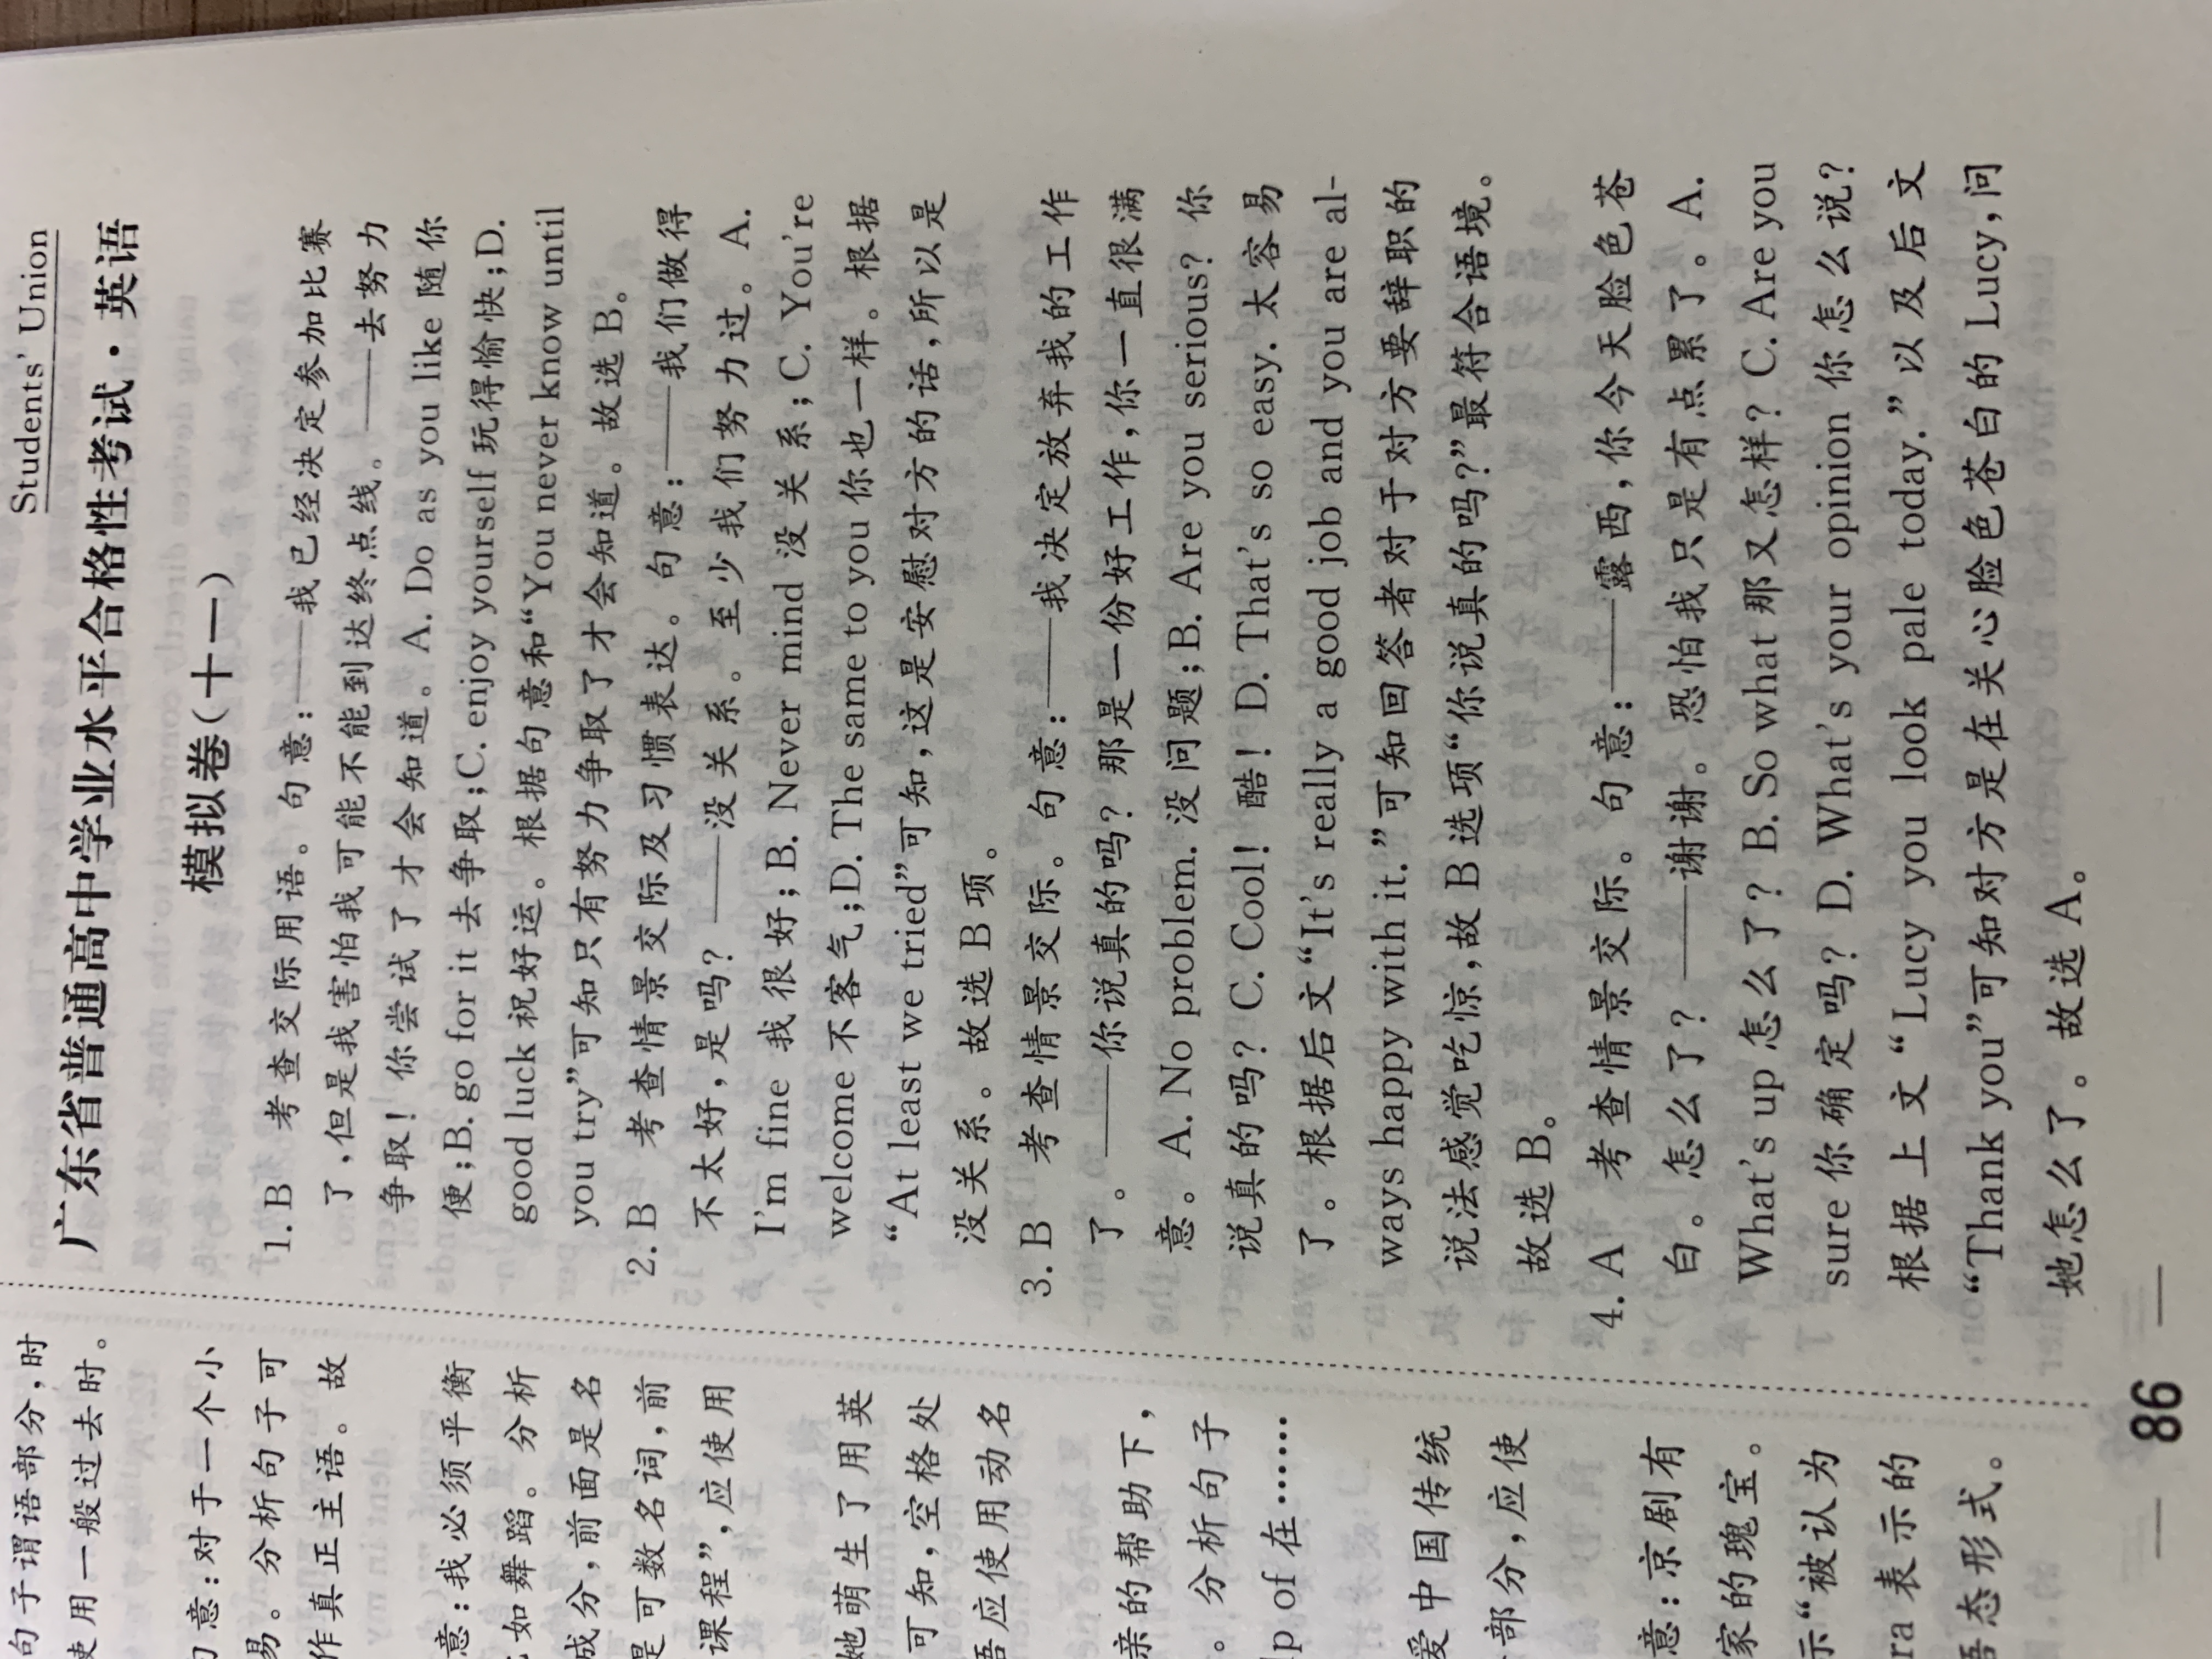 句子谓语部分,时
使用一般过去时。
意:对于一个小
易。分析句子可
作真正主语。故
意:我必须平衡
如舞蹈。分析
成分,前面是名
是可数名词,前
课程”,应使用
她萌生了用英
可知,空格处
语应使用动名
亲的帮助下,
。分析句子
lp of 在……
爱中国传统
部分,应使
意:京剧有
家的瑰宝。
示“被认为
ra 表示的
语态形式。
Students' Union
广东省普通高中学业水平合格性考试·英语
模拟卷(十一)
1. B 考查交际用语。句意:——我已经决定参加比赛
了,但是我害怕我可能不能到达终点线。——去努力
争取!你尝试了才会知道。A. Do as you like 随你
便;B. go for it 去争取;C. enjoy yourself 玩得愉快;D.
good luck 祝好运。根据句意和“You never know until
you try”可知只有努力争取了才会知道。故选 B。
2. B 考查情景交际及习惯表达。句意:——我们做得
不太好,是吗?——没关系。至少我们努力过。A.
I'm fine 我很好;B. Never mind 没关系;C. You're
welcome 不客气;D. The same to you 你也一样。根据
“At least we tried”可知,这是安慰对方的话,所以是
没关系。故选 B 项。
3. B 考查情景交际。句意:——我决定放弃我的工作
了。——你说真的吗?那是一份好工作,你一直很满
意。A. No problem. 没问题;B. Are you serious? 你
说真的吗?C. Cool! 酷!D. That's so easy. 太容易
了。根据后文“It's really a good job and you are al-
ways happy with it.”可知回答者对于对方要辞职的
说法感觉吃惊,故 B 选项“你说真的吗?”最符合语境。
故选 B。
4. A 考查情景交际。句意:——露西,你今天脸色苍
白。怎么了?——谢谢。恐怕我只是有点累了。A.
What's up 怎么了?B. So what 那又怎样?C. Are you
sure 你确定吗?D. What's your opinion 你怎么说?
根据上文“Lucy you look pale today.”以及后文
“Thank you”可知对方是在关心脸色苍白的 Lucy,问
她怎么了。故选 A。
— 86 —